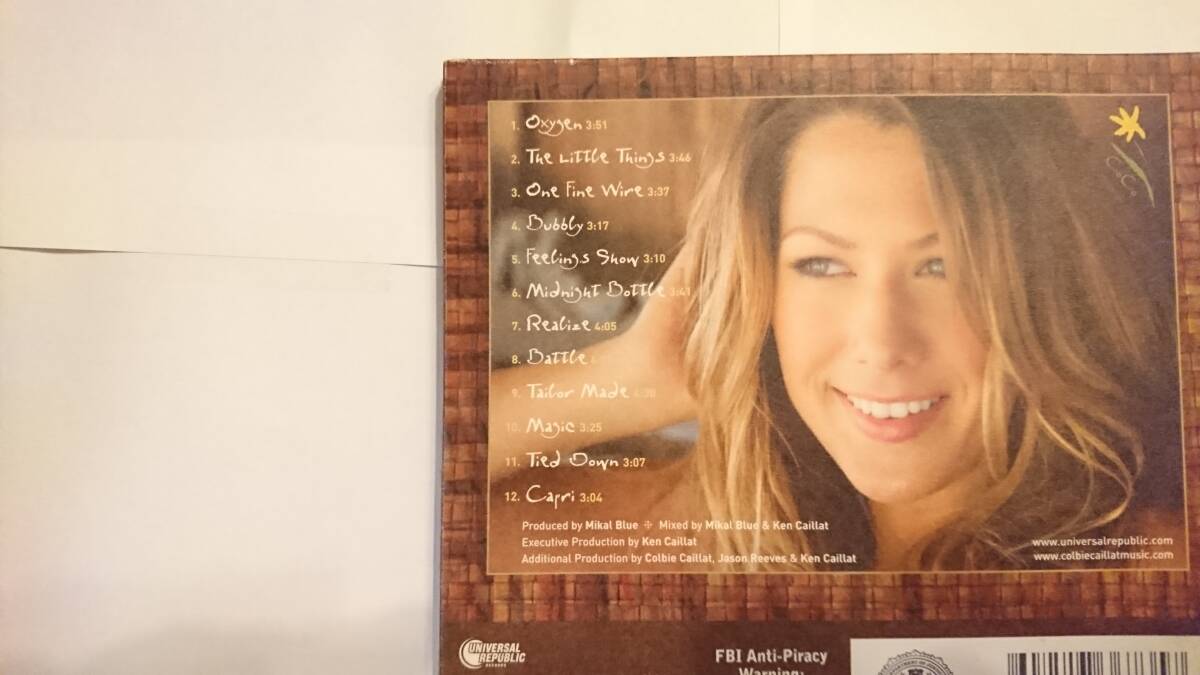 1. Oxygen 3:51
2. The Little Things 3:46
3. One Fine Wire 3:37
4. Bubbly 3:17
5. Feelings Show 3:10
6. Midnight Bottle 3:41
7. Realize 4:05
8. Battle
9. Tailor Made
10. Magic 3:25
11. Tied Down 3:07
12. Capri 3:04
Produced by Mikal Blue ✣ Mixed by Mikal Blue & Ken Caillat
Executive Production by Ken Caillat
Additional Production by Colbie Caillat, Jason Reeves & Ken Caillat
CoCo
www.universalrepublic.com
www.colbiecaillatmusic.com
UNIVERSAL
REPUBLIC
RECORDS
FBI Anti-Piracy
Warning: